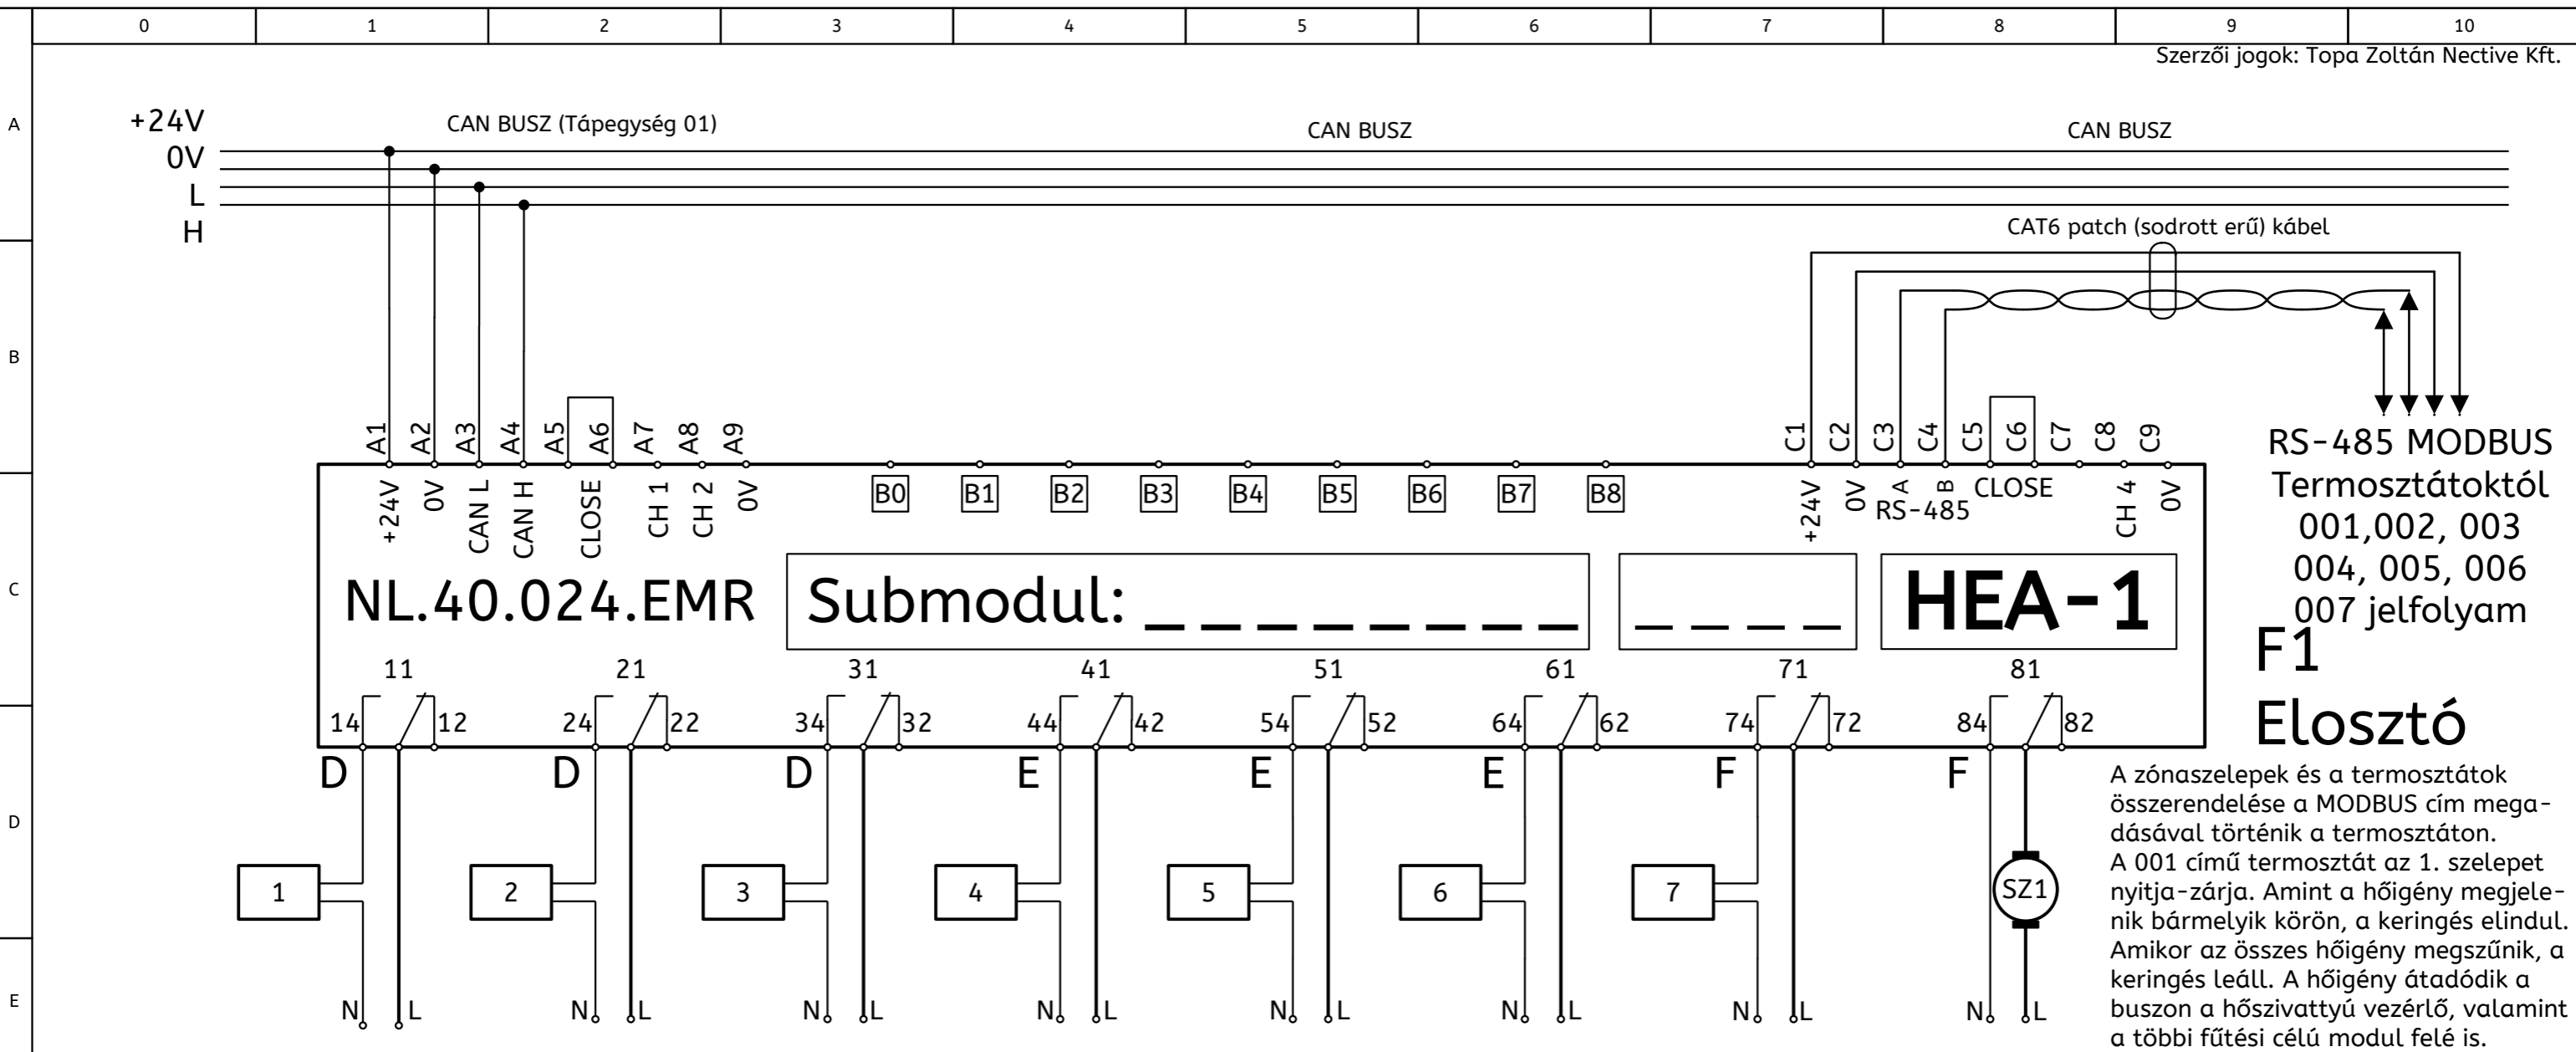 0 1 2 3 4 5 6 7 8 9 10
Szerzői jogok: Topa Zoltán Nective Kft.
A
+24V
0V
L
H
CAN BUSZ (Tápegység 01)
CAN BUSZ
CAN BUSZ
CAT6 patch (sodrott erű) kábel
B
A1 A2 A3 A4 A5 A6 A7 A8 A9
C1 C2 C3 C4 C5 C6 C7 C8 C9
+24V 0V CAN L CAN H CLOSE CH 1 CH 2 0V
B0 B1 B2 B3 B4 B5 B6 B7 B8
+24V 0V A B CLOSE CH 4 0V
RS-485
RS-485 MODBUS
Termosztátoktól
001,002, 003
004, 005, 006
007 jelfolyam
C
NL.40.024.EMR
Submodul: _ _ _ _ _ _ _ _
_ _ _ _
HEA-1
F1
Elosztó
11 21 31 41 51 61 71 81
14 12 24 22 34 32 44 42 54 52 64 62 74 72 84 82
D D D E E E F F
D
1 2 3 4 5 6 7 SZ1
A zónaszelepek és a termosztátok
összerendelése a MODBUS cím mega-
dásával történik a termosztáton.
A 001 című termosztát az 1. szelepet
nyitja-zárja. Amint a hőigény megjele-
nik bármelyik körön, a keringés elindul.
Amikor az összes hőigény megszűnik, a
keringés leáll. A hőigény átadódik a
buszon a hőszivattyú vezérlő, valamint
a többi fűtési célú modul felé is.
E
N L N L N L N L N L N L N L N L